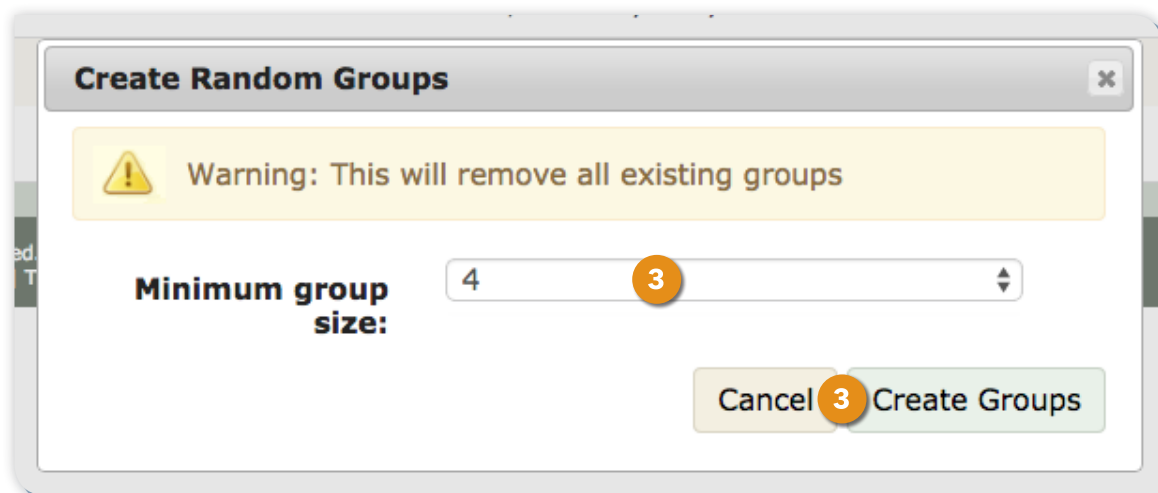 Create Random Groups
Warning: This will remove all existing groups
ed.
T
Minimum group
size:
4
3
Cancel
3
Create Groups